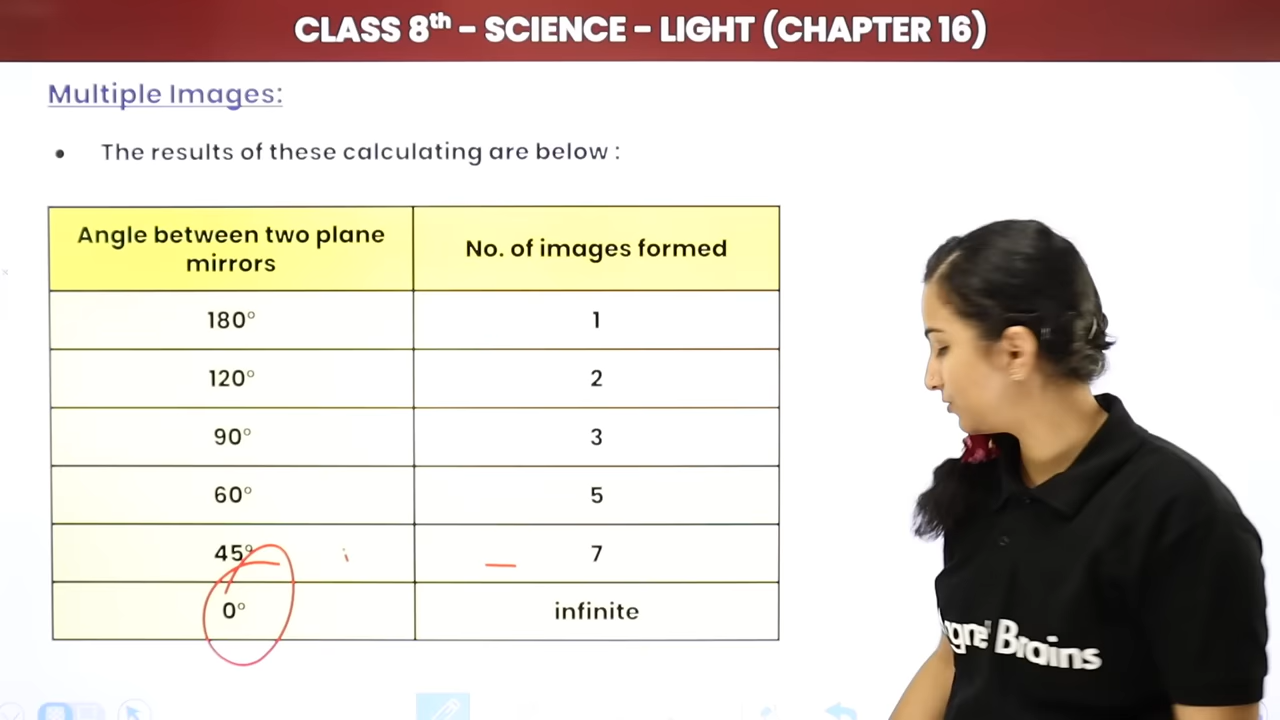 CLASS 8th - SCIENCE - LIGHT (CHAPTER 16)
Multiple Images:
• The results of these calculating are below :
Angle between two plane mirrors
No. of images formed
180° 1
120° 2
90° 3
60° 5
45° 7
0° infinite
Brains